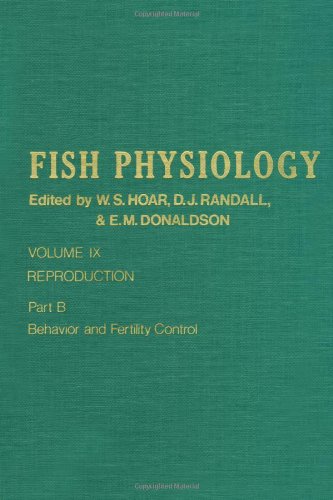 FISH PHYSIOLOGY
Edited by W. S. HOAR, D. J. RANDALL,
& E. M. DONALDSON
VOLUME IX
REPRODUCTION
Part B
Behavior and Fertility Control